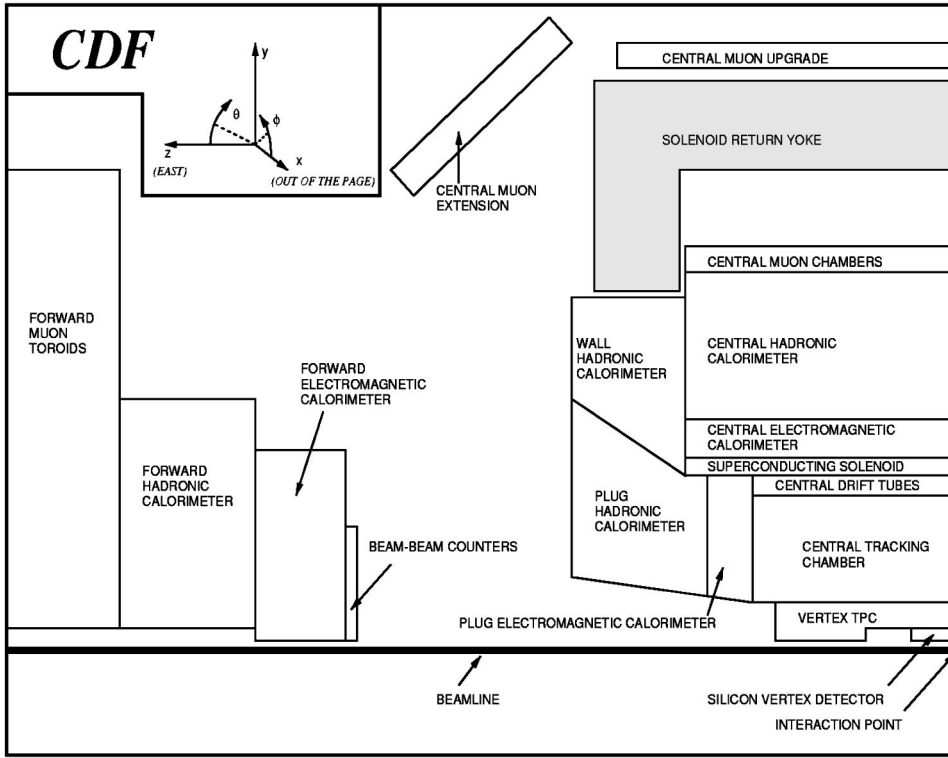 CDF
y
θ
ϕ
z
x
(EAST)
(OUT OF THE PAGE)
CENTRAL MUON
EXTENSION
CENTRAL MUON UPGRADE
SOLENOID RETURN YOKE
CENTRAL MUON CHAMBERS
FORWARD
MUON
TOROIDS
WALL
HADRONIC
CALORIMETER
CENTRAL HADRONIC
CALORIMETER
FORWARD
ELECTROMAGNETIC
CALORIMETER
CENTRAL ELECTROMAGNETIC
CALORIMETER
SUPERCONDUCTING SOLENOID
CENTRAL DRIFT TUBES
FORWARD
HADRONIC
CALORIMETER
PLUG
HADRONIC
CALORIMETER
BEAM-BEAM COUNTERS
CENTRAL TRACKING
CHAMBER
PLUG ELECTROMAGNETIC CALORIMETER
VERTEX TPC
BEAMLINE
SILICON VERTEX DETECTOR
INTERACTION POINT